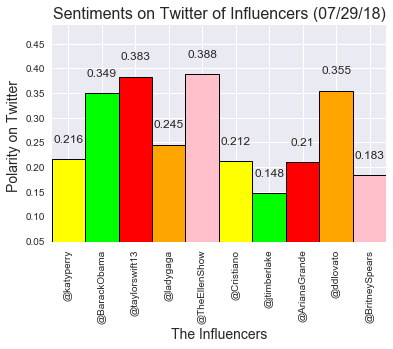 Sentiments on Twitter of Influencers (07/29/18)
Polarity on Twitter
0.45
0.40
0.35
0.30
0.25
0.20
0.15
0.10
0.05
0.216
0.349
0.383
0.245
0.388
0.212
0.148
0.21
0.355
0.183
@katyperry
@BarackObama
@taylorswift13
@ladygaga
@TheEllenShow
@Cristiano
@jtimberlake
@ArianaGrande
@ddlovato
@BritneySpears
The Influencers